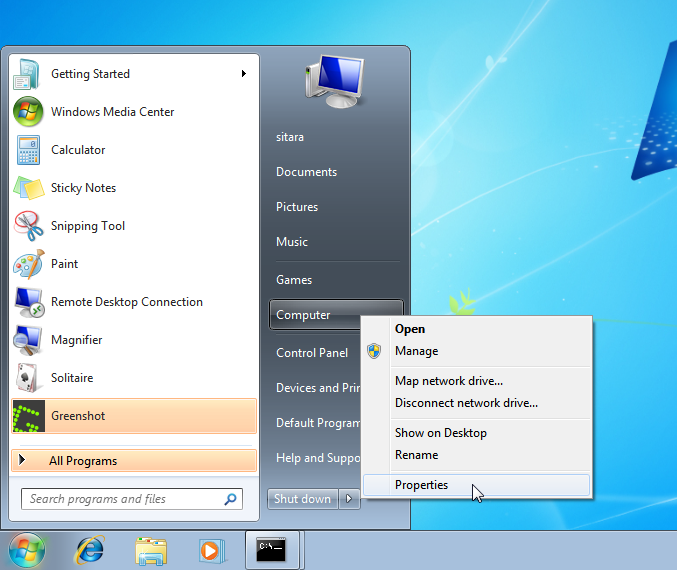 Getting Started
Windows Media Center
Calculator
Sticky Notes
Snipping Tool
Paint
Remote Desktop Connection
Magnifier
Solitaire
Greenshot
All Programs
Search programs and files
sitara
Documents
Pictures
Music
Games
Computer
Control Panel
Devices and Prin
Default Program
Help and Suppo
Shut down
Open
Manage
Map network drive...
Disconnect network drive...
Show on Desktop
Rename
Properties
C:\_